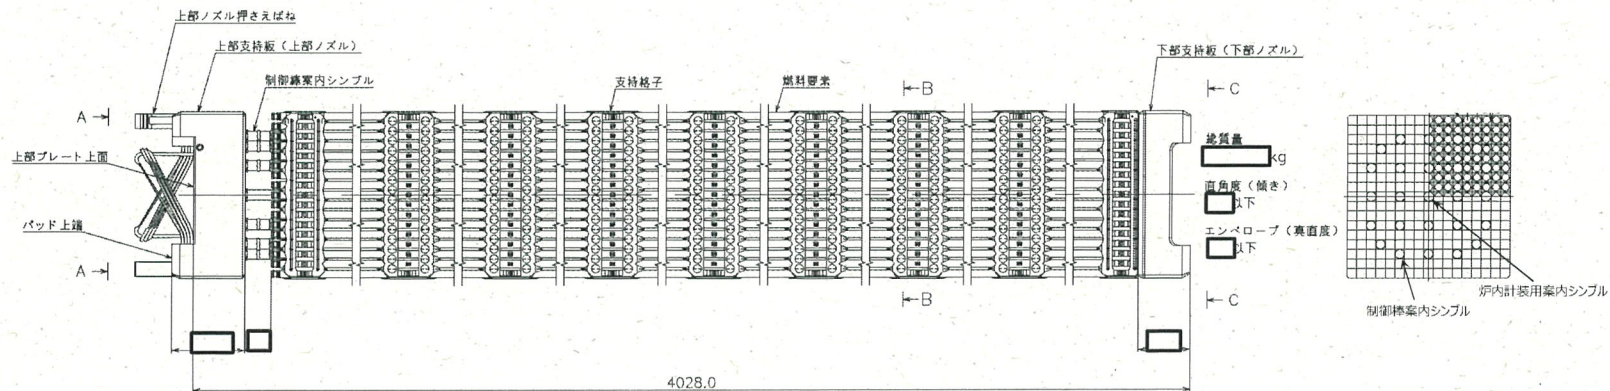 上部ノズル押さえばね
上部支持板（上部ノズル）
制御棒案内シンブル
支持格子
燃料要素
下部支持板（下部ノズル）
A
B
C
上部プレート上面
パッド上端
総質量
kg
直角度（傾き）
以下
エンベロープ（真直度）
以下
A
B
C
炉内計装用案内シンブル
制御棒案内シンブル
4028.0